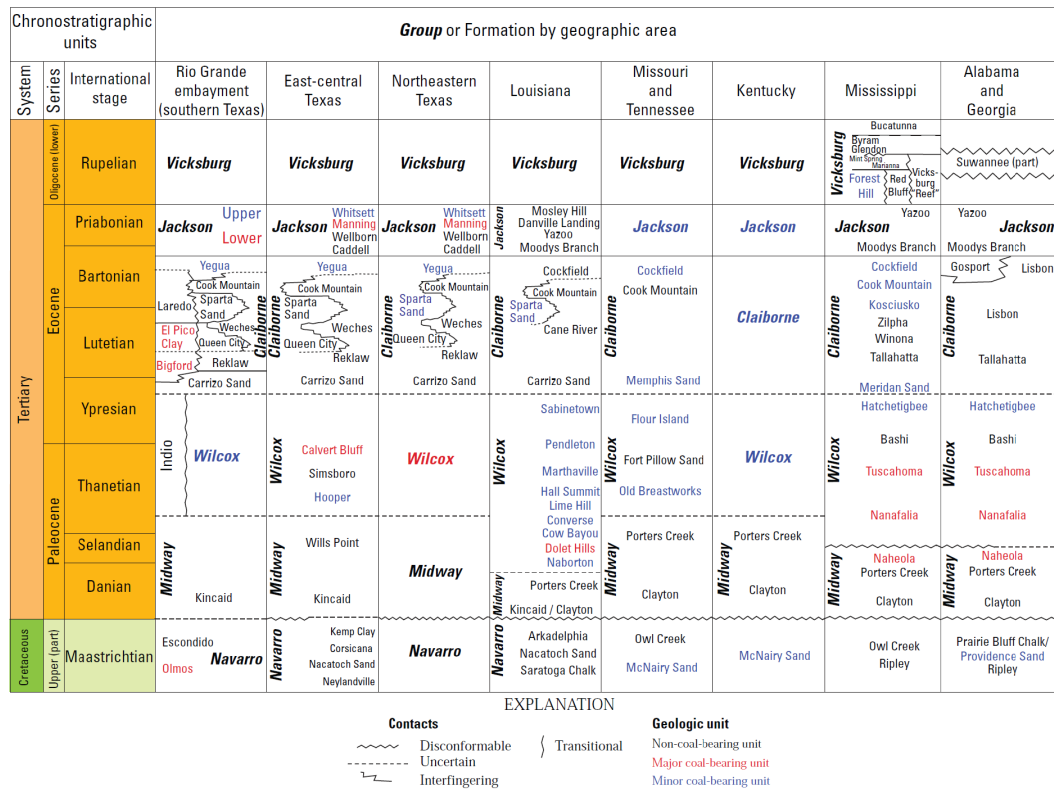 Chronostratigraphic
units
Group or Formation by geographic area
System
Series
International
stage
Rio Grande
embayment
(southern Texas)
East-central
Texas
Northeastern
Texas
Louisiana
Missouri
and
Tennessee
Kentucky
Mississippi
Alabama
and
Georgia
Tertiary
Oligocene (lower)
Rupelian
Vicksburg
Vicksburg
Vicksburg
Vicksburg
Vicksburg
Vicksburg
Vicksburg
Bucatunna
Byram
Glendon
Mint Spring
Marianna
Forest
Hill
Red
Bluff
Vicks-
burg
"Reef"
Suwannee (part)
Eocene
Priabonian
Jackson
Upper
Lower
Jackson
Whitsett
Manning
Wellborn
Caddell
Jackson
Whitsett
Manning
Wellborn
Caddell
Jackson
Mosley Hill
Danville Landing
Yazoo
Moodys Branch
Jackson
Jackson
Yazoo
Jackson
Moodys Branch
Yazoo
Jackson
Moodys Branch
Bartonian
Lutetian
Ypresian
Yegua
Cook Mountain
Laredo
Sparta
Sand
El Pico
Clay
Weches
Queen City
Bigford
Reklaw
Carrizo Sand
Claiborne
Claiborne
Yegua
Cook Mountain
Sparta
Sand
Weches
Queen City
Reklaw
Carrizo Sand
Claiborne
Yegua
Cook Mountain
Sparta
Sand
Weches
Queen City
Reklaw
Carrizo Sand
Claiborne
Cockfield
Cook Mountain
Sparta
Sand
Cane River
Carrizo Sand
Claiborne
Cockfield
Cook Mountain
Memphis Sand
Claiborne
Claiborne
Cockfield
Cook Mountain
Kosciusko
Zilpha
Winona
Tallahatta
Meridan Sand
Claiborne
Gosport
Lisbon
Lisbon
Tallahatta
Paleocene
Thanetian
Indio
Wilcox
Wilcox
Calvert Bluff
Simsboro
Hooper
Wilcox
Wilcox
Sabinetown
Pendleton
Marthaville
Hall Summit
Lime Hill
Converse
Cow Bayou
Dolet Hills
Naborton
Wilcox
Flour Island
Fort Pillow Sand
Old Breastworks
Wilcox
Wilcox
Hatchetigbee
Bashi
Tuscahoma
Nanafalia
Wilcox
Hatchetigbee
Bashi
Tuscahoma
Nanafalia
Selandian
Danian
Midway
Kincaid
Midway
Wills Point
Kincaid
Midway
Midway
Porters Creek
Kincaid / Clayton
Midway
Porters Creek
Clayton
Midway
Porters Creek
Clayton
Midway
Naheola
Porters Creek
Clayton
Midway
Naheola
Porters Creek
Clayton
Cretaceous
Upper (part)
Maastrichtian
Escondido
Olmos
Navarro
Navarro
Kemp Clay
Corsicana
Nacatoch Sand
Neylandville
Navarro
Navarro
Arkadelphia
Nacatoch Sand
Saratoga Chalk
Owl Creek
McNairy Sand
McNairy Sand
Owl Creek
Ripley
Prairie Bluff Chalk/
Providence Sand
Ripley
EXPLANATION
Contacts
Disconformable
Uncertain
Interfingering
Transitional
Geologic unit
Non-coal-bearing unit
Major coal-bearing unit
Minor coal-bearing unit